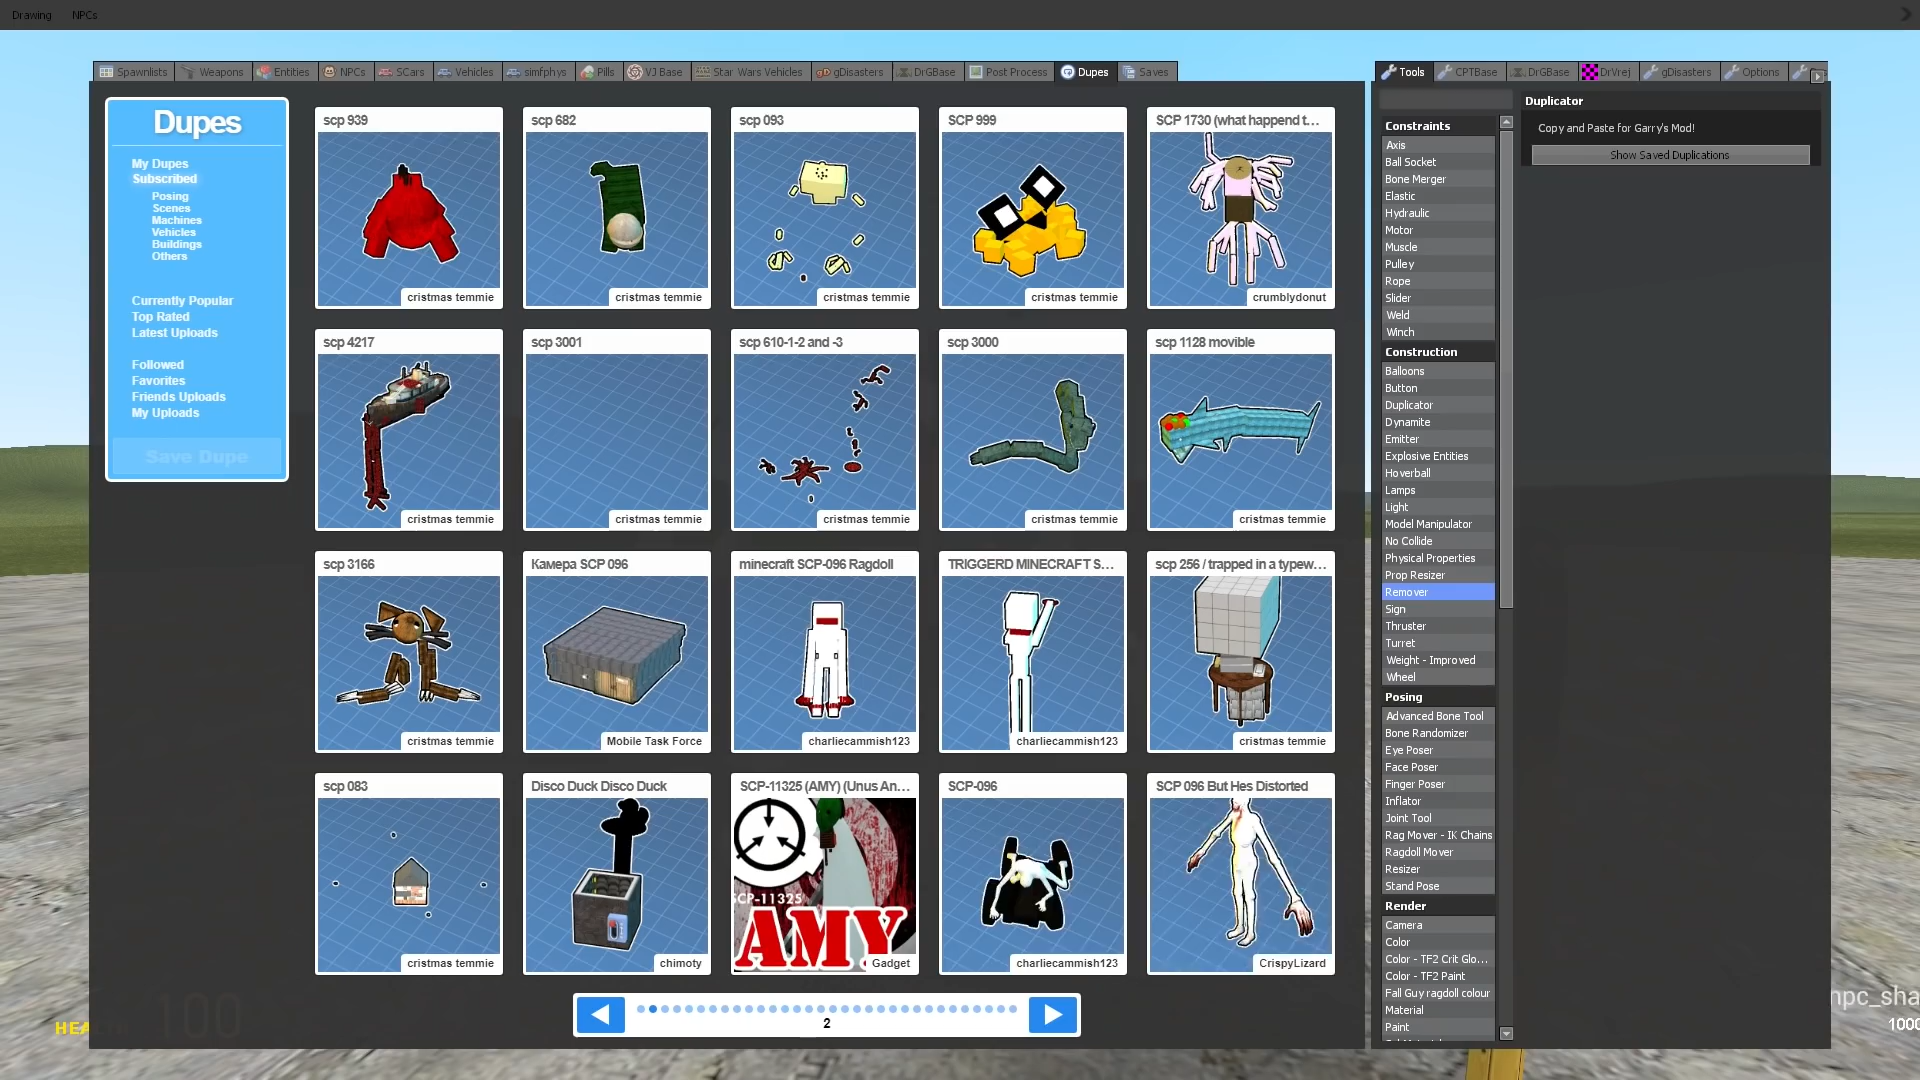 Drawing NPCs
Spawnlists Weapons Entities NPCs SCars Vehicles simfphys Pills VJ Base Star Wars Vehicles gDisasters DrGBase Post Process Dupes Saves
Dupes
My Dupes
Subscribed
Posing
Scenes
Machines
Vehicles
Buildings
Others
Currently Popular
Top Rated
Latest Uploads
Followed
Favorites
Friends Uploads
My Uploads
Save Dupe
scp 939
cristmas temmie
scp 682
cristmas temmie
scp 093
cristmas temmie
SCP 999
cristmas temmie
SCP 1730 (what happend t...
crumblydonut
scp 4217
cristmas temmie
scp 3001
cristmas temmie
scp 610-1-2 and -3
cristmas temmie
scp 3000
cristmas temmie
scp 1128 movible
cristmas temmie
scp 3166
cristmas temmie
Камера SCP 096
Mobile Task Force
minecraft SCP-096 Ragdoll
charliecammish123
TRIGGERD MINECRAFT S...
charliecammish123
scp 256 / trapped in a typew...
cristmas temmie
scp 083
cristmas temmie
Disco Duck Disco Duck
chimoty
SCP-11325 (AMY) (Unus An...
SCP-11325
AMY
Gadget
SCP-096
charliecammish123
SCP 096 But Hes Distorted
CrispyLizard
2
Tools CPTBase DrGBase DrVrej gDisasters Options
Constraints
Axis
Ball Socket
Bone Merger
Elastic
Hydraulic
Motor
Muscle
Pulley
Rope
Slider
Weld
Winch
Construction
Balloons
Button
Duplicator
Dynamite
Emitter
Explosive Entities
Hoverball
Lamps
Light
Model Manipulator
No Collide
Physical Properties
Prop Resizer
Remover
Sign
Thruster
Turret
Weight - Improved
Wheel
Posing
Advanced Bone Tool
Bone Randomizer
Eye Poser
Face Poser
Finger Poser
Inflator
Joint Tool
Rag Mover - IK Chains
Ragdoll Mover
Resizer
Stand Pose
Render
Camera
Color
Color - TF2 Crit Glo...
Color - TF2 Paint
Fall Guy ragdoll colour
Material
Paint
Duplicator
Copy and Paste for Garry's Mod!
Show Saved Duplications
HEA 100
npc_sha
1000